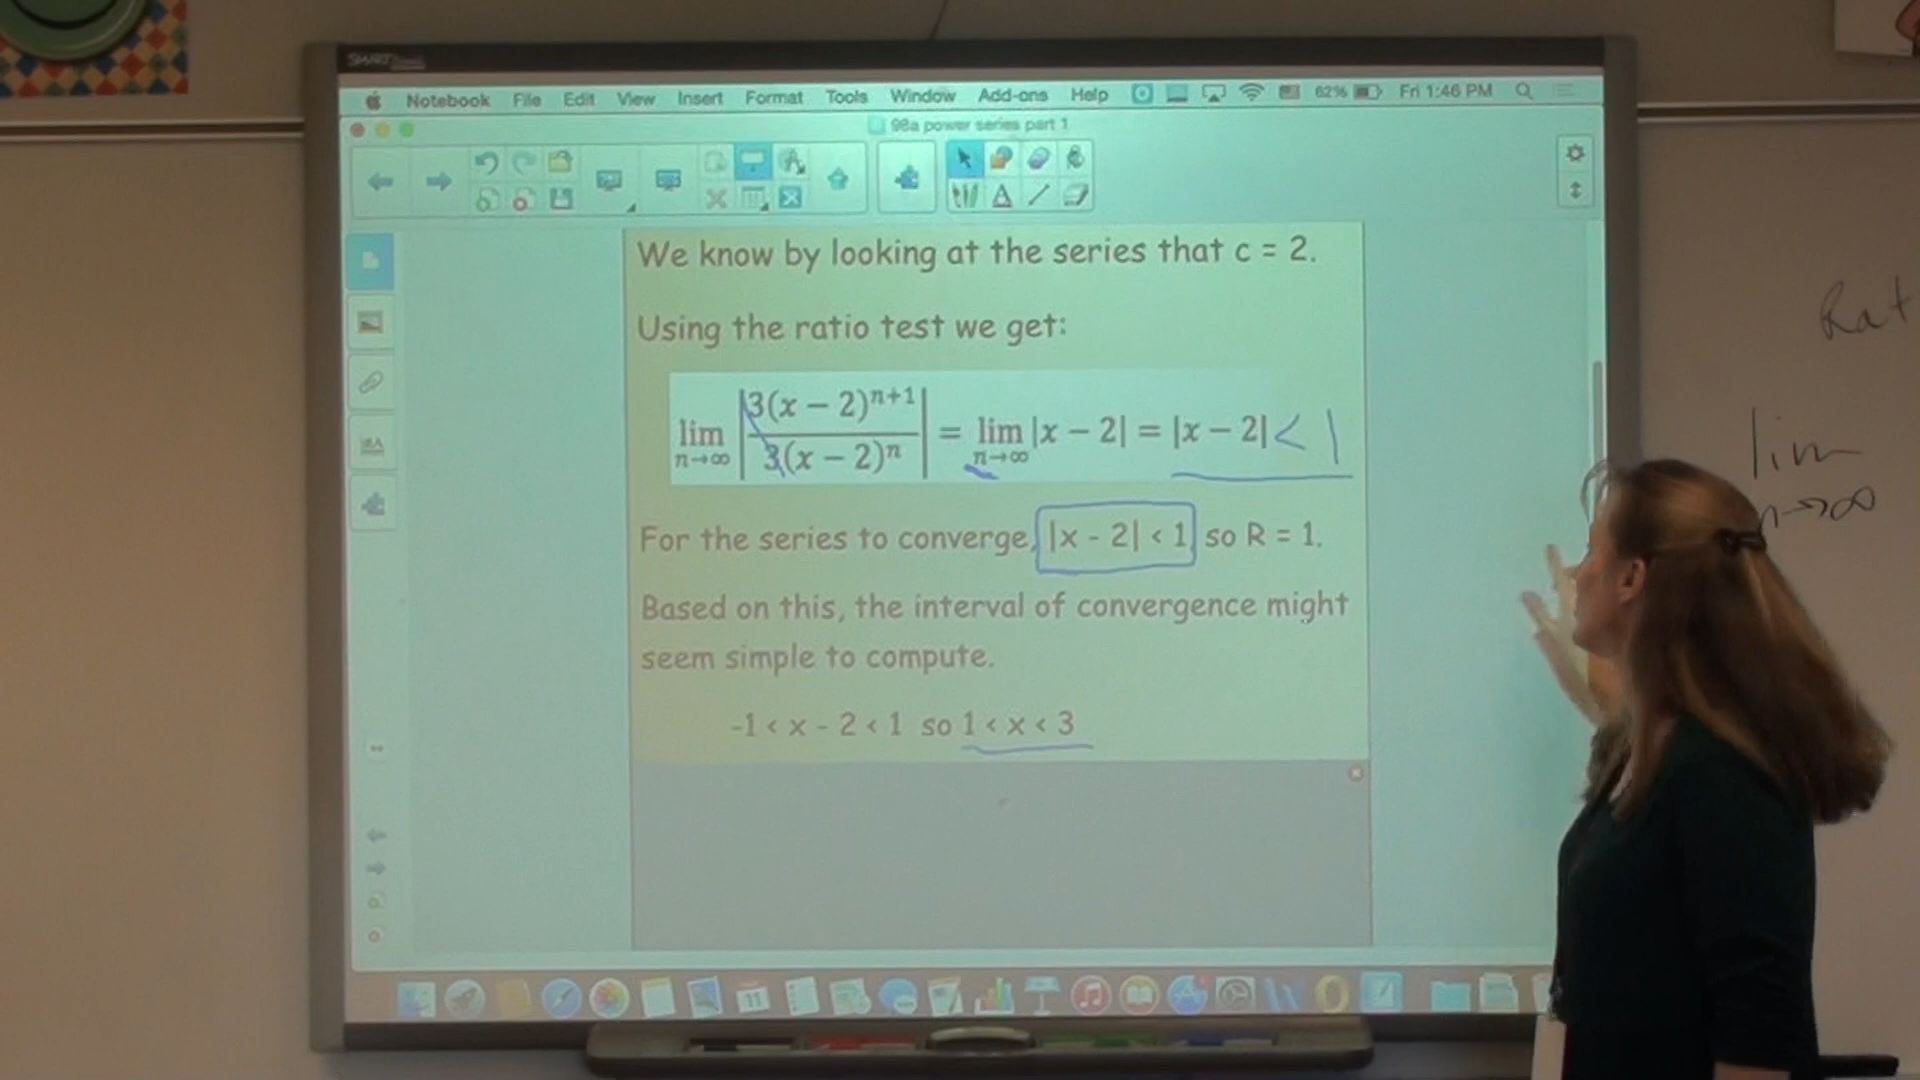 SMART
Notebook File Edit View Insert Format Tools Window Add-ons Help 62% Fri 1:46 PM
98a power series part 1
We know by looking at the series that c = 2.
Using the ratio test we get:
lim n→∞ |3(x − 2)ⁿ⁺¹ / 3(x − 2)ⁿ| = lim n→∞ |x − 2| = |x − 2| < 1
For the series to converge, |x - 2| < 1 so R = 1.
Based on this, the interval of convergence might
seem simple to compute.
-1 < x - 2 < 1 so 1 < x < 3
11
Rat
lim
n→∞